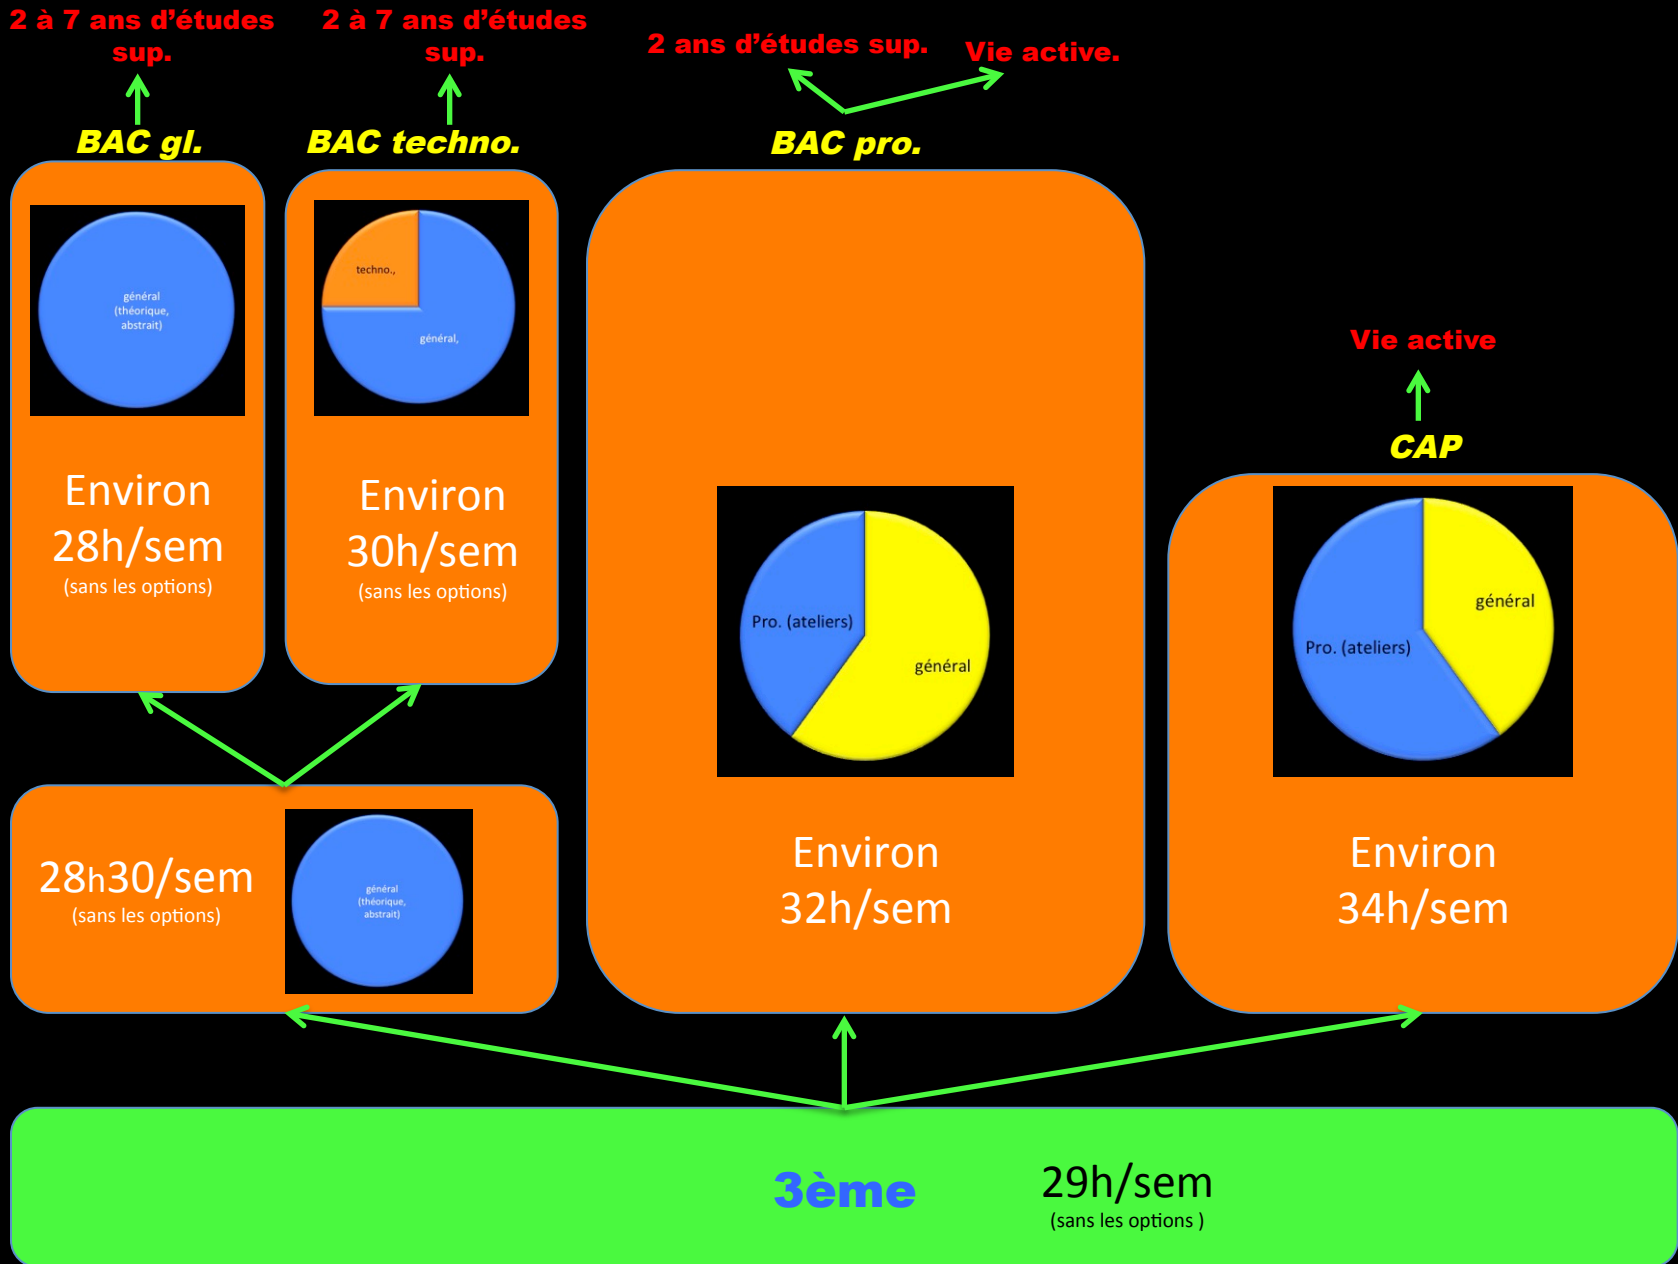 2 à 7 ans d'études
sup.
2 à 7 ans d'études
sup.
2 ans d'études sup.
Vie active.
BAC gl.
BAC techno.
BAC pro.
général
(théorique,
abstrait)
techno.,
général,
Environ
28h/sem
(sans les options)
Environ
30h/sem
(sans les options)
Vie active
CAP
Pro. (ateliers)
général
Environ
32h/sem
général
Pro. (ateliers)
Environ
34h/sem
28h30/sem
(sans les options)
général
(théorique,
abstrait)
3ème
29h/sem
(sans les options )